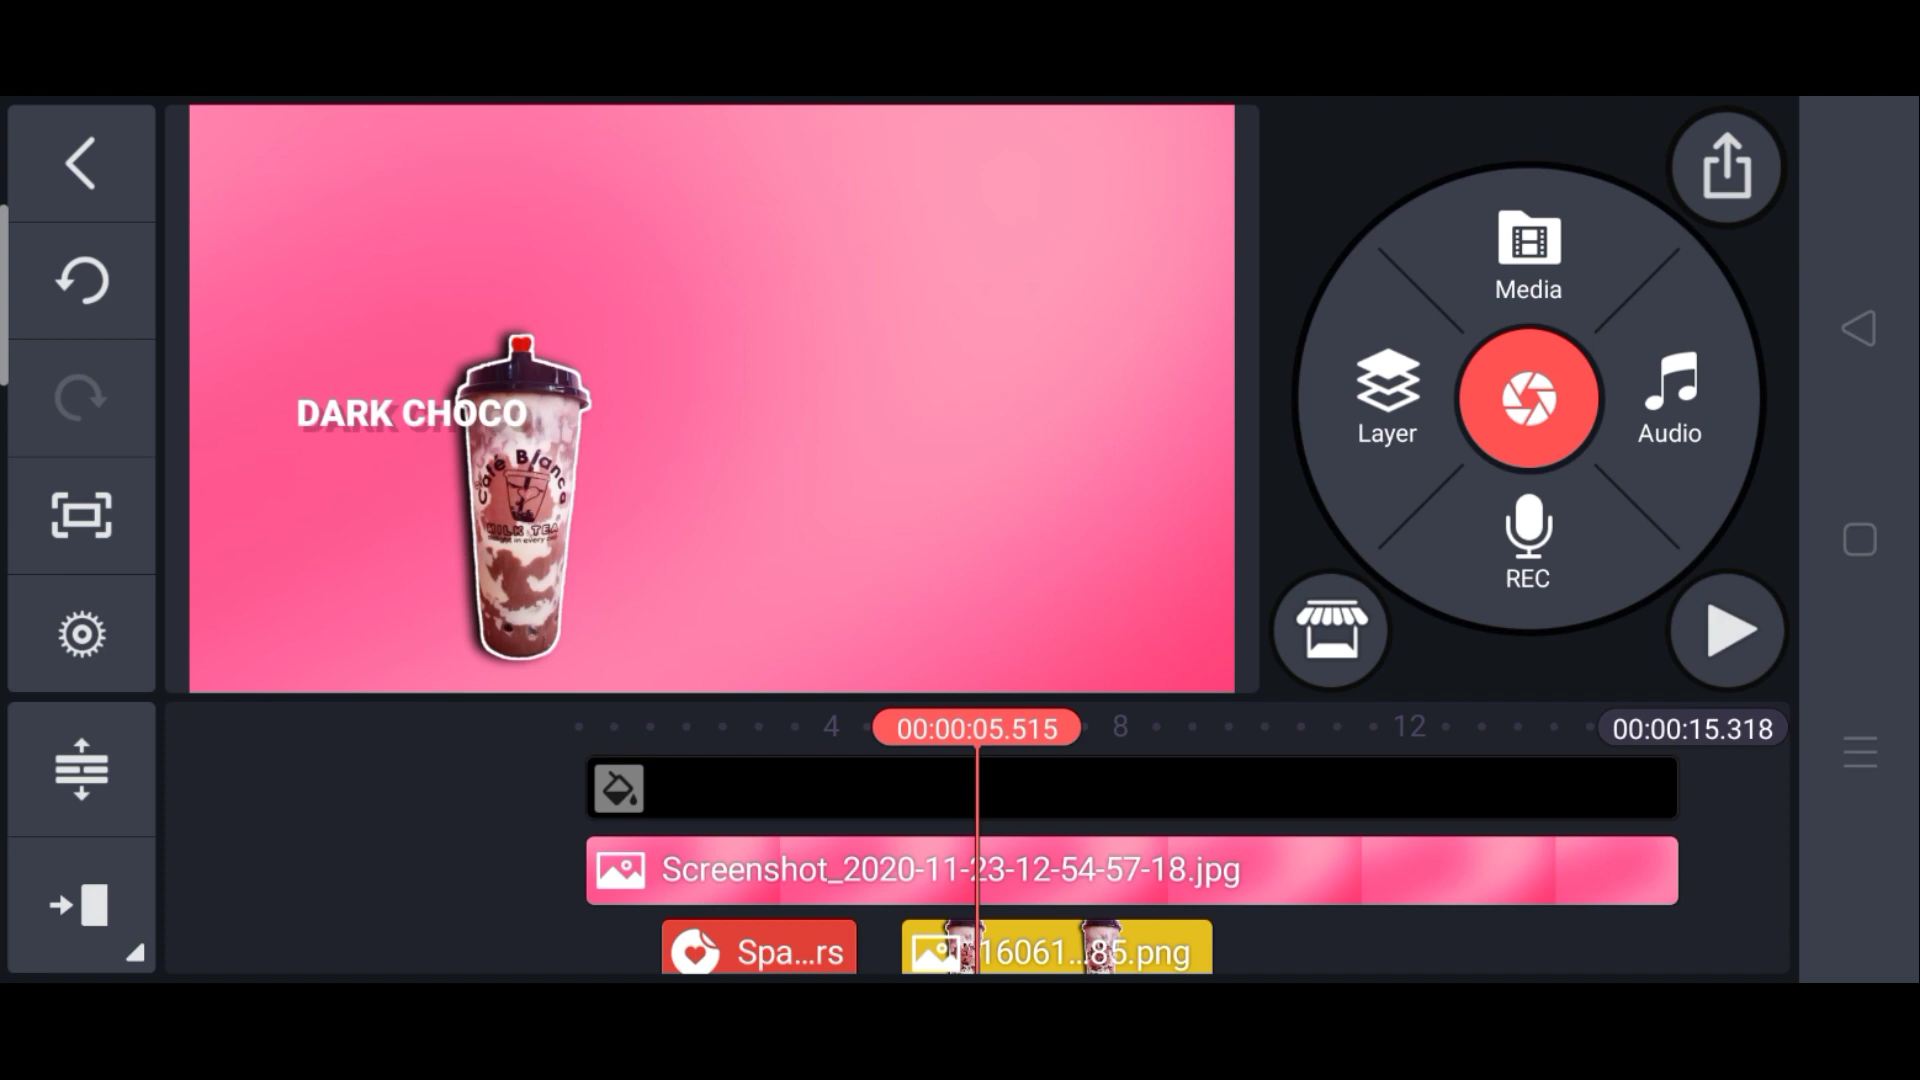 Media
Layer
Audio
REC
DARK CHOCO
Café Blanca
MILK TEA
4
00:00:05.515
8
12
00:00:15.318
Screenshot_2020-11-23-12-54-57-18.jpg
Spa...rs
16061...85.png